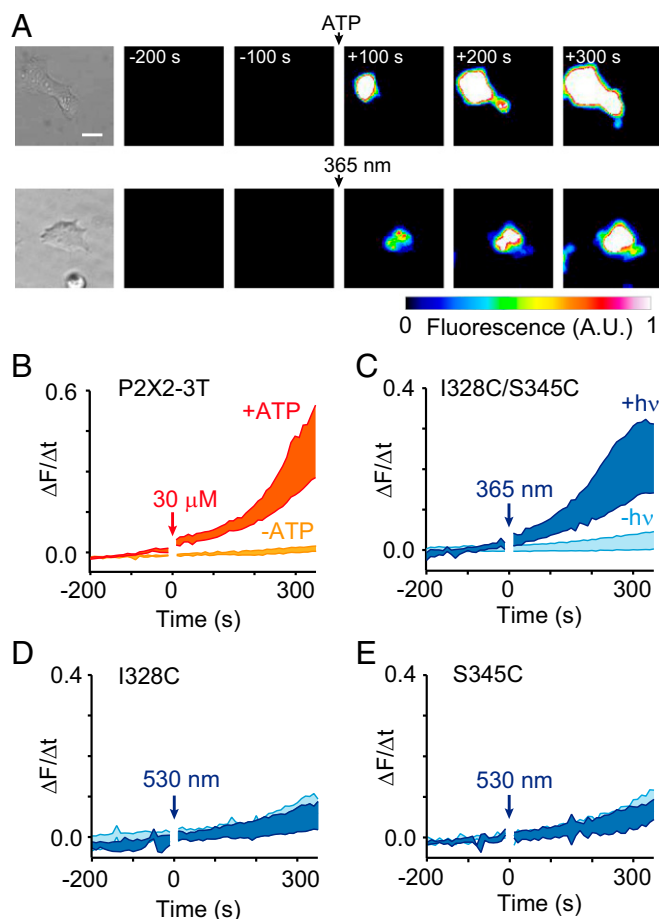 A
ATP
-200 s
-100 s
+100 s
+200 s
+300 s
365 nm
0 Fluorescence (A.U.) 1
B
P2X2-3T
0.6
0.0
ΔF/Δt
+ATP
30 μM
-ATP
-200 0 300
Time (s)
C
I328C/S345C
0.4
0.0
ΔF/Δt
+hν
365 nm
-hν
-200 0 300
Time (s)
D
I328C
0.4
0.0
ΔF/Δt
530 nm
-200 0 300
Time (s)
E
S345C
0.4
0.0
ΔF/Δt
530 nm
-200 0 300
Time (s)